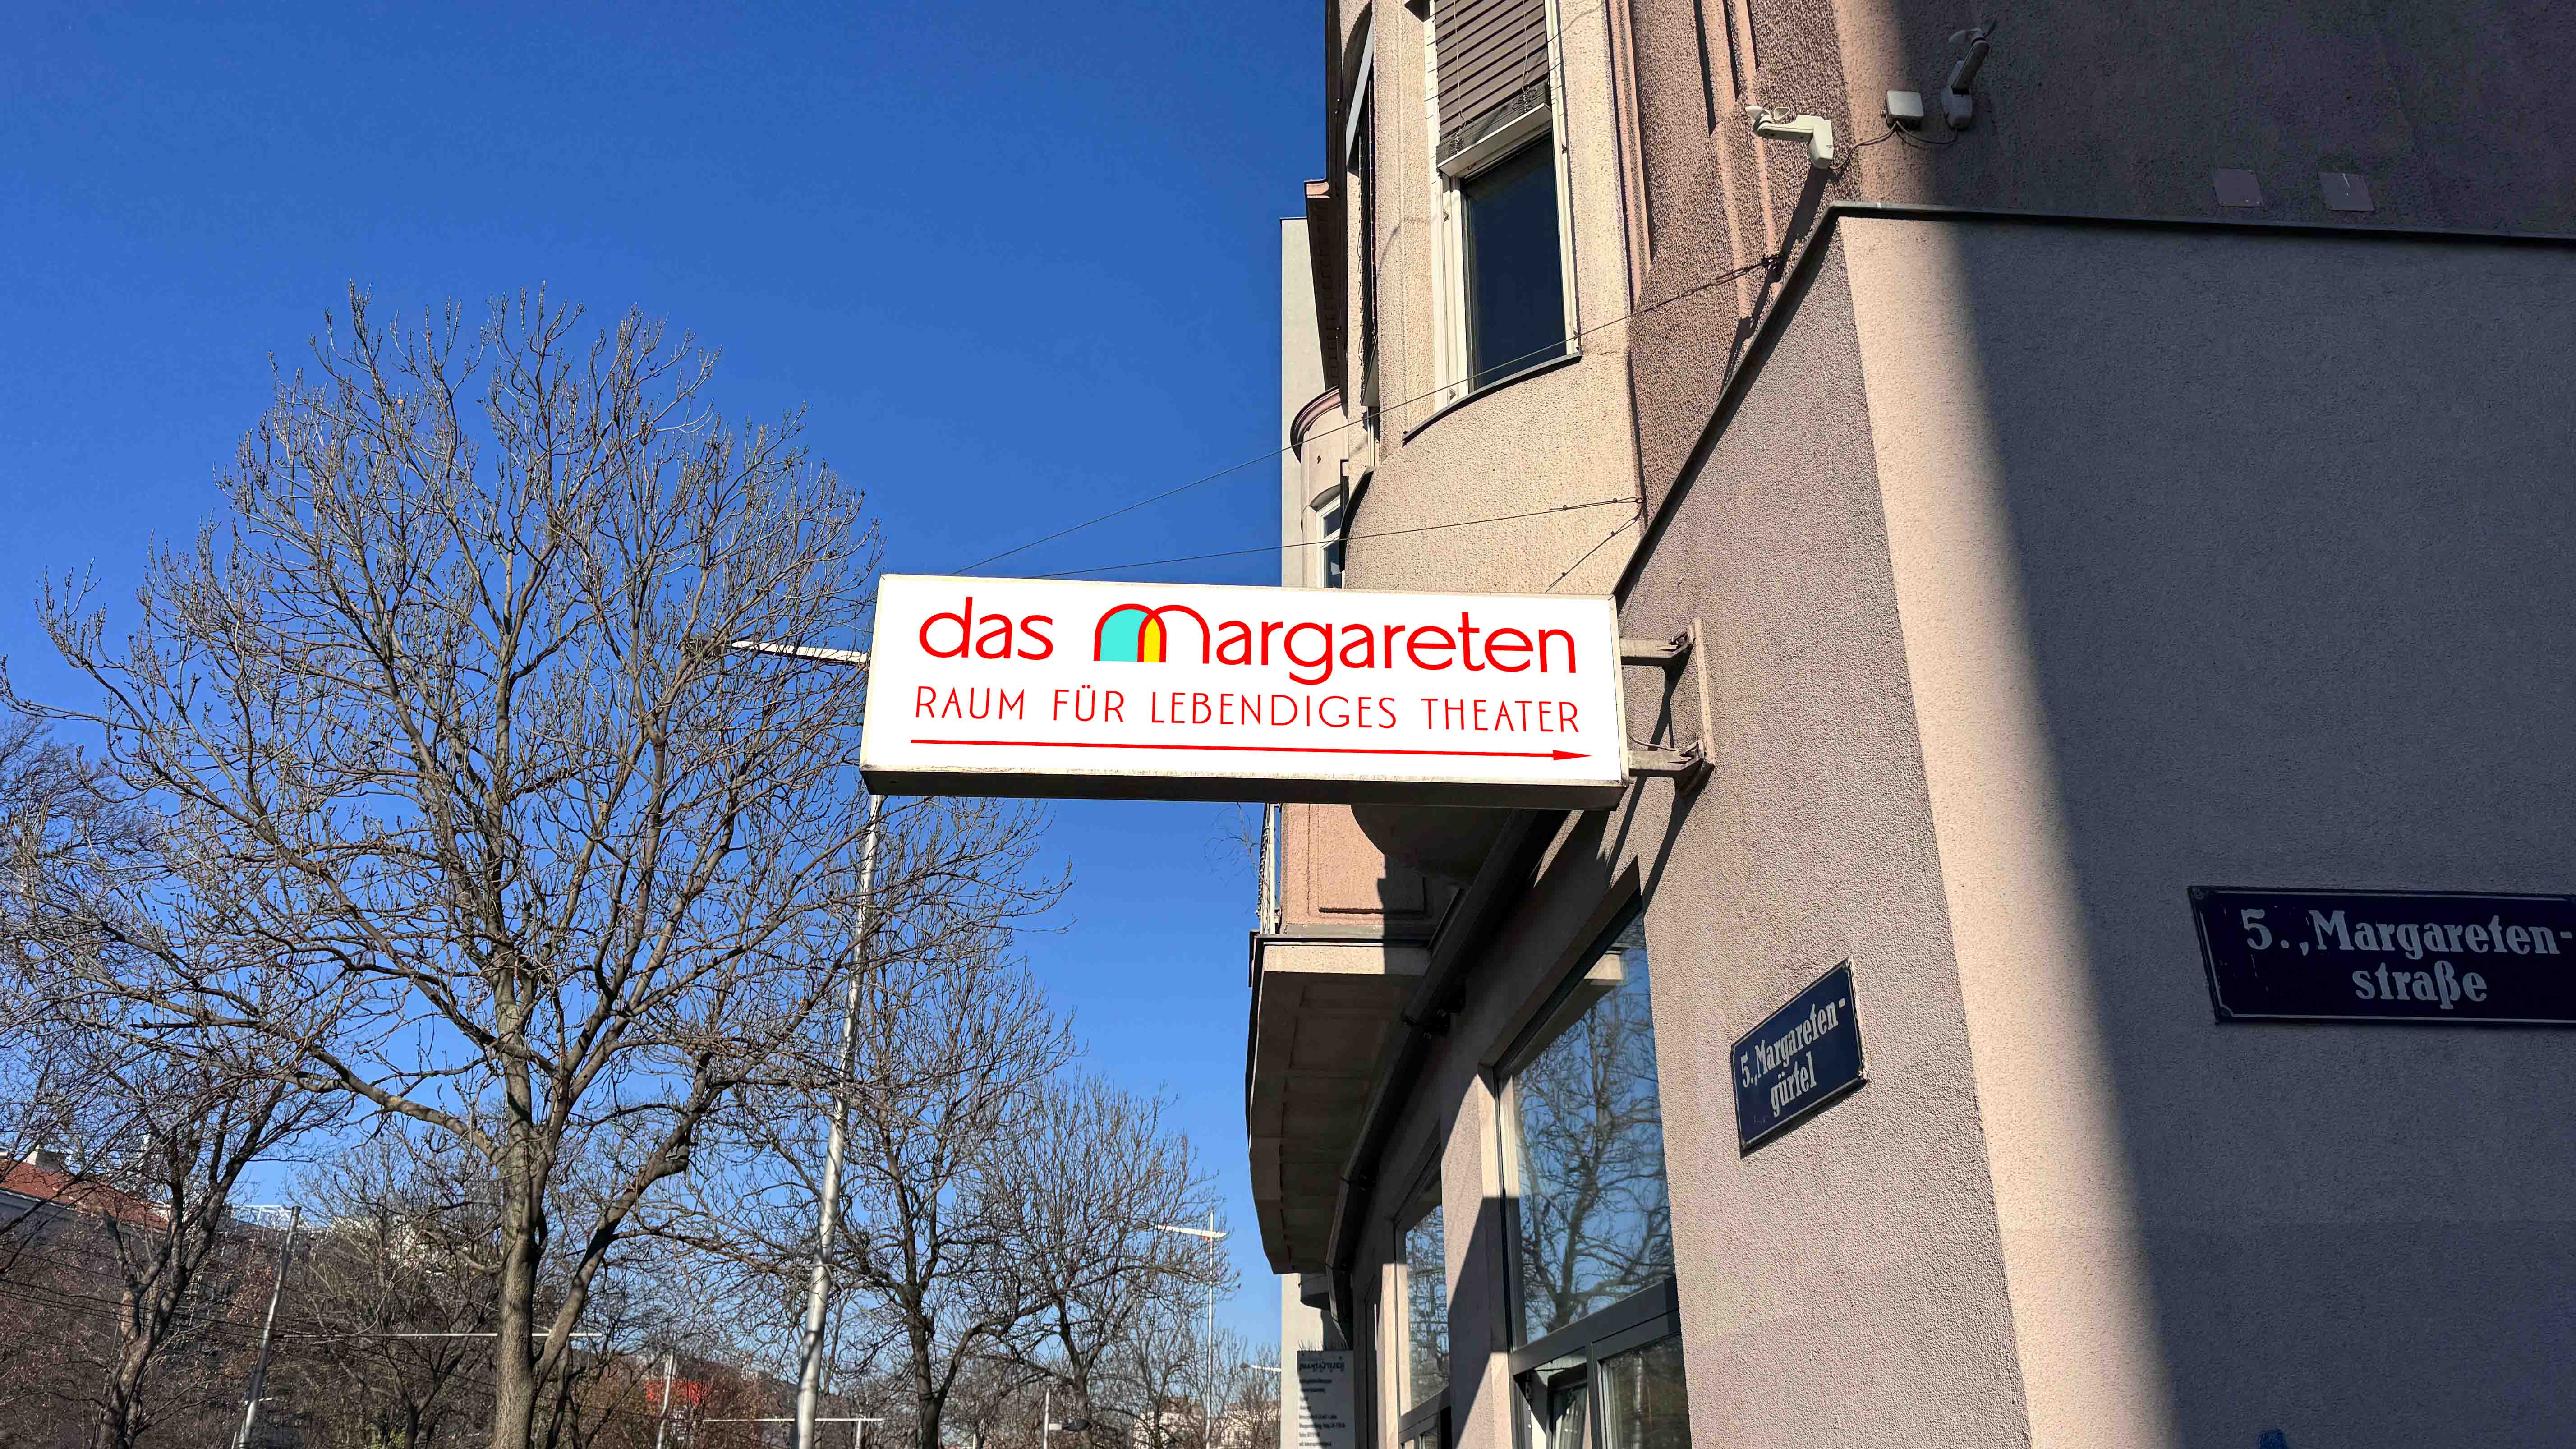 das Margareten
RAUM FÜR LEBENDIGES THEATER
5., Margareten-
straße
5., Margareten-
gürtel